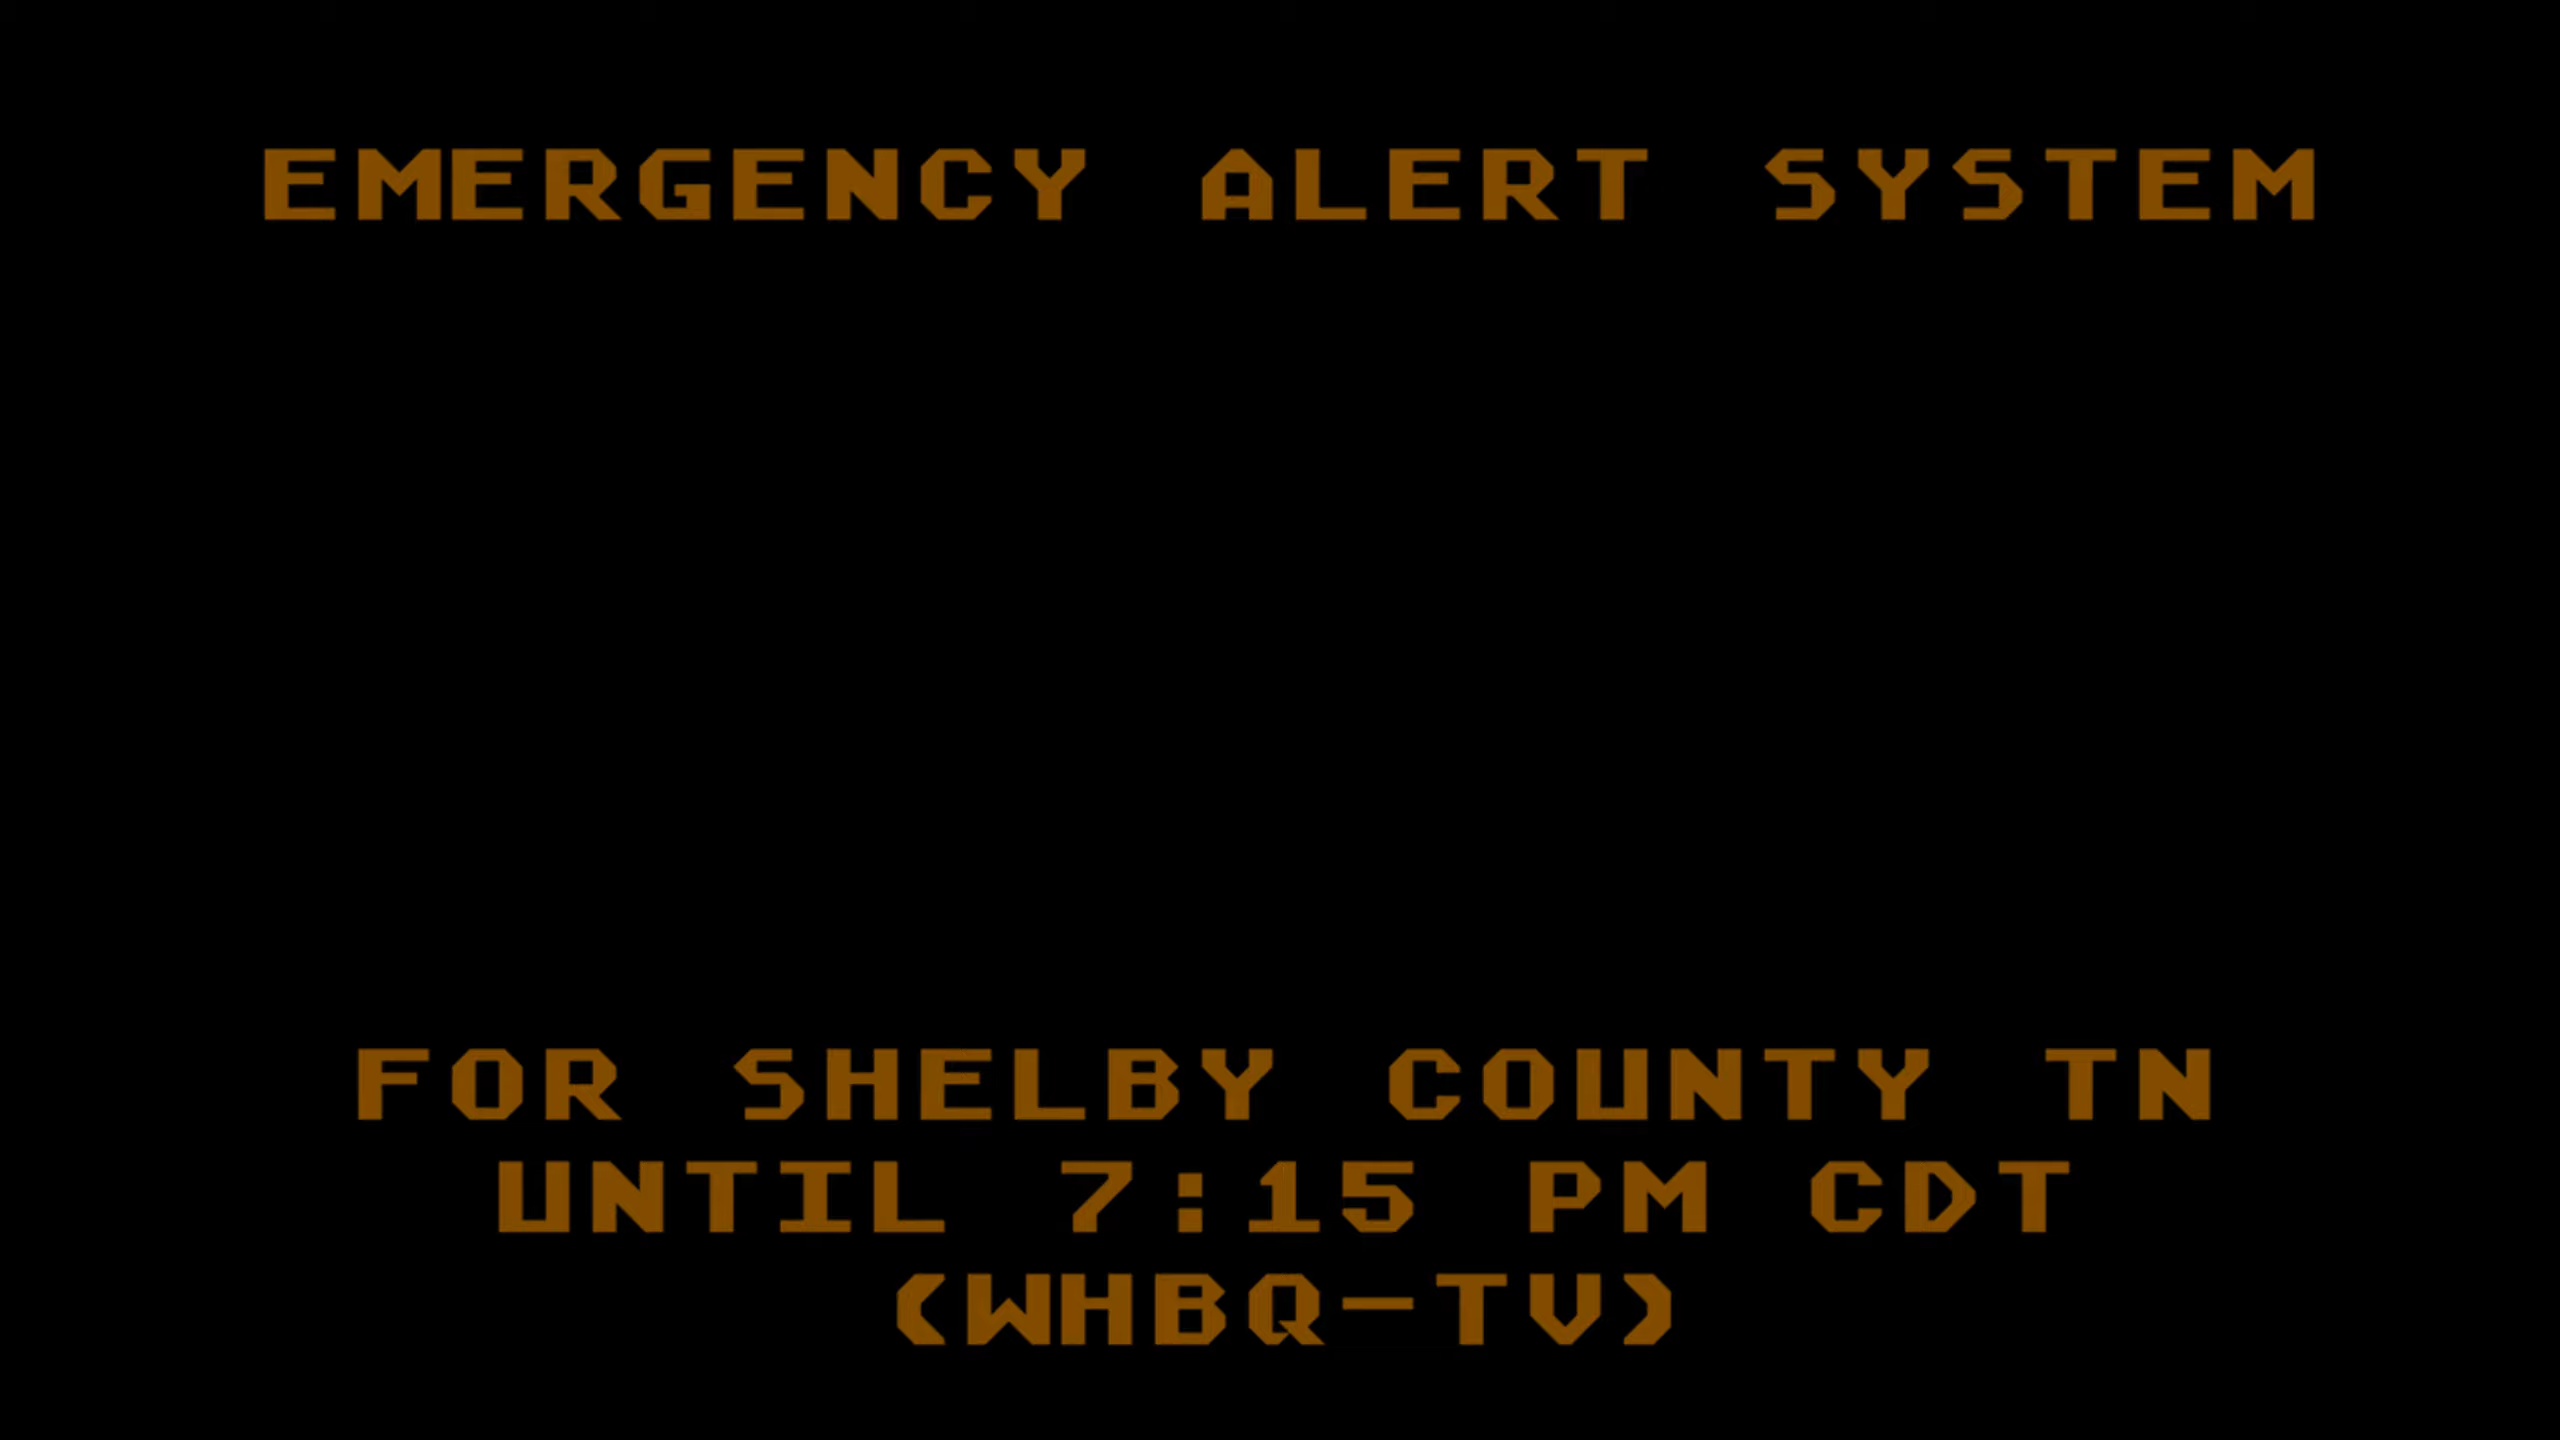 EMERGENCY ALERT SYSTEM
FOR SHELBY COUNTY TN
UNTIL 7:15 PM CDT
(WHBQ-TV)